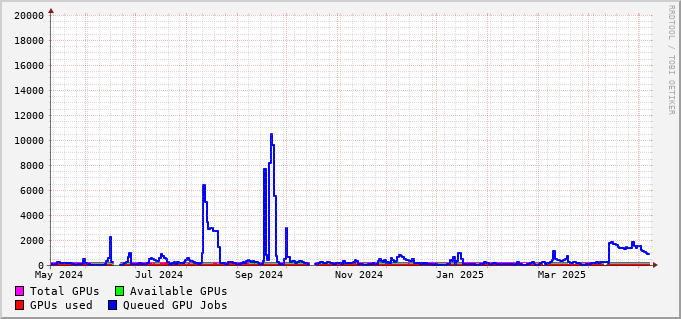 20000
18000
16000
14000
12000
10000
8000
6000
4000
2000
0
May 2024 Jul 2024 Sep 2024 Nov 2024 Jan 2025 Mar 2025
Total GPUs Available GPUs
GPUs used Queued GPU Jobs
RRDTOOL / TOBI OETIKER